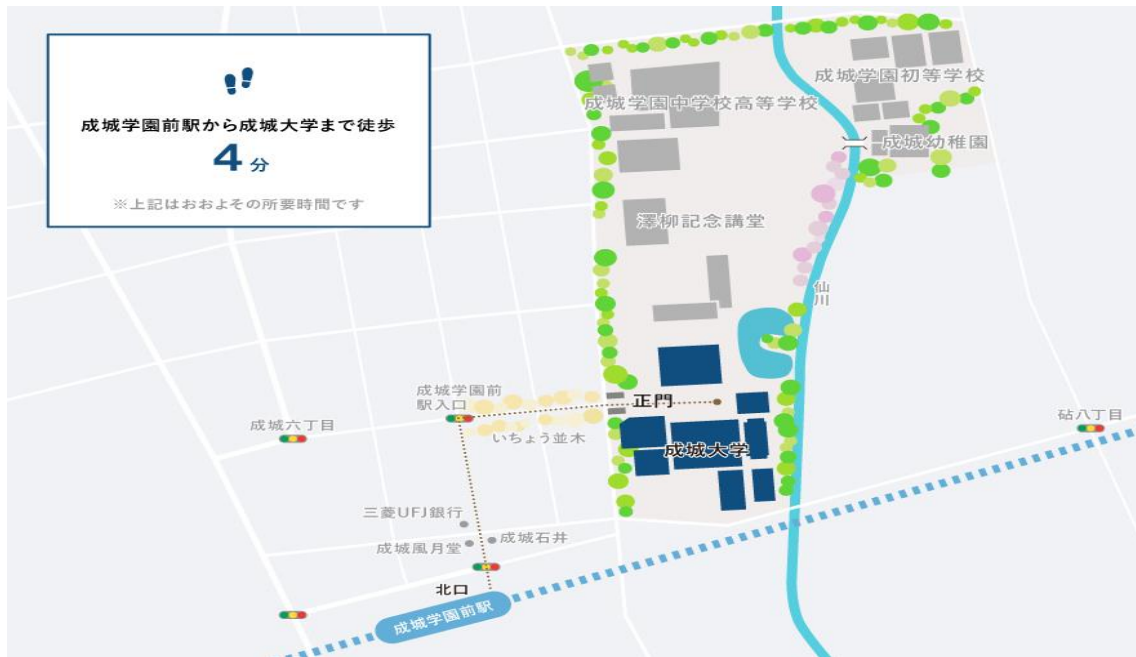 成城学園前駅から成城大学まで徒歩
4 分
※上記はおおよその所要時間です
成城学園初等学校
成城学園中学校高等学校
成城幼稚園
澤柳記念講堂
仙川
成城学園前
駅入口
正門
成城六丁目
いちょう並木
砧八丁目
成城大学
三菱UFJ銀行
成城石井
成城風月堂
北口
成城学園前駅